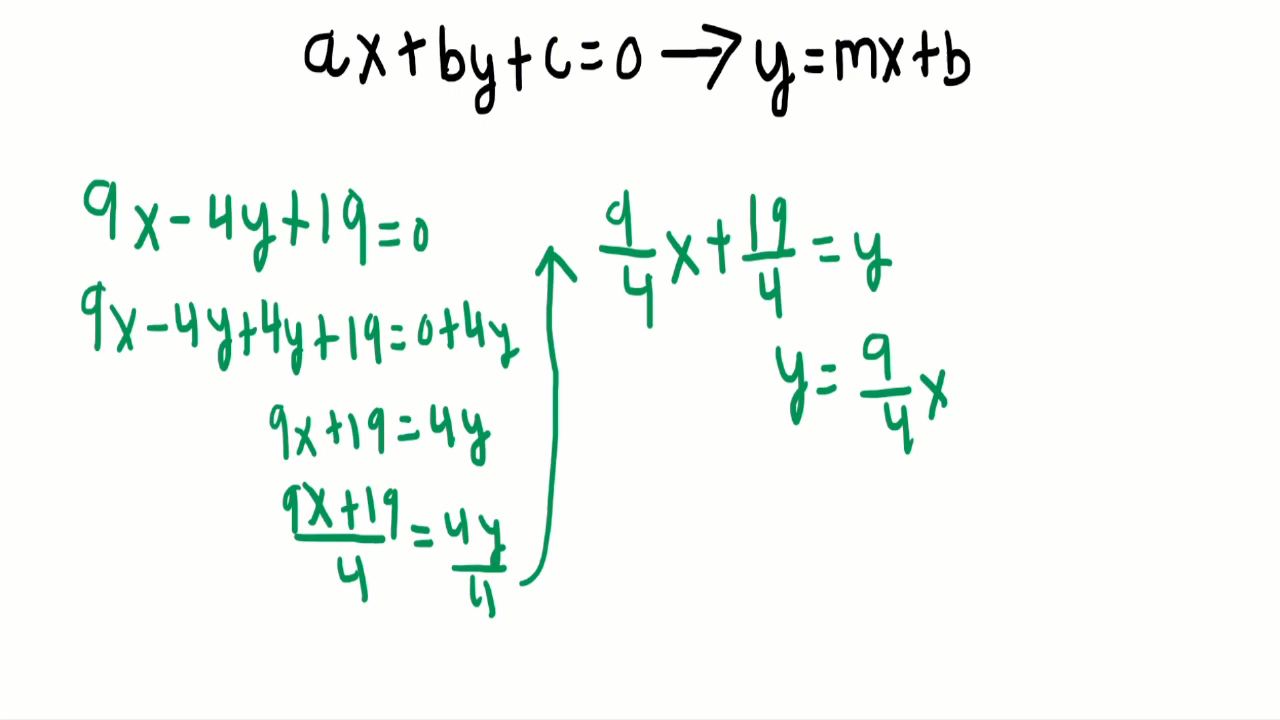 ax+by+c=0→y=mx+b
9x-4y+19=0
9x-4y+4y+19=0+4y
9x+19=4y
9x+19/4=4y/4
9/4x+19/4=y
y=9/4x